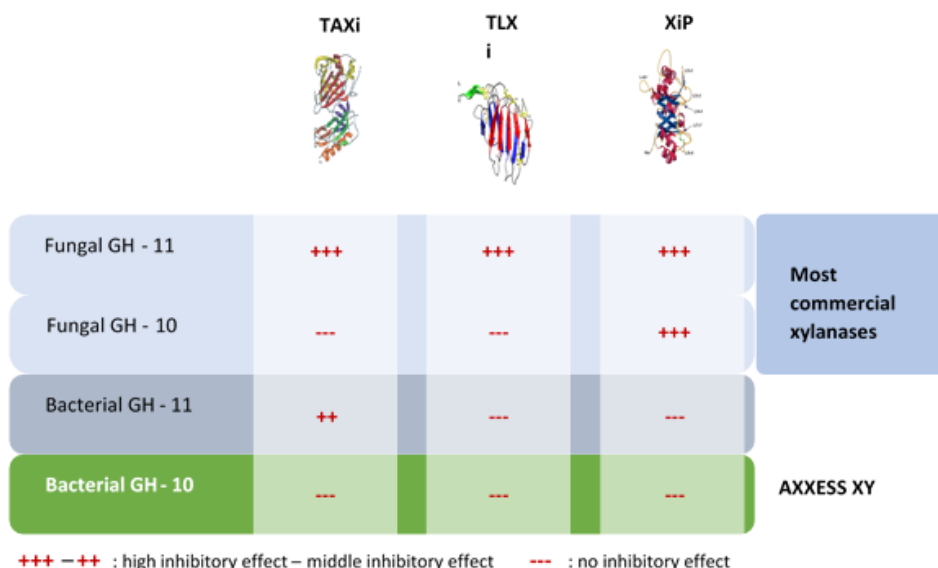 TAXi
TLX
i
XiP
Fungal GH - 11
+++
+++
+++
Fungal GH - 10
---
---
+++
Most
commercial
xylanases
Bacterial GH - 11
++
---
---
Bacterial GH - 10
---
---
---
AXXESS XY
+++ – ++ : high inhibitory effect – middle inhibitory effect --- : no inhibitory effect